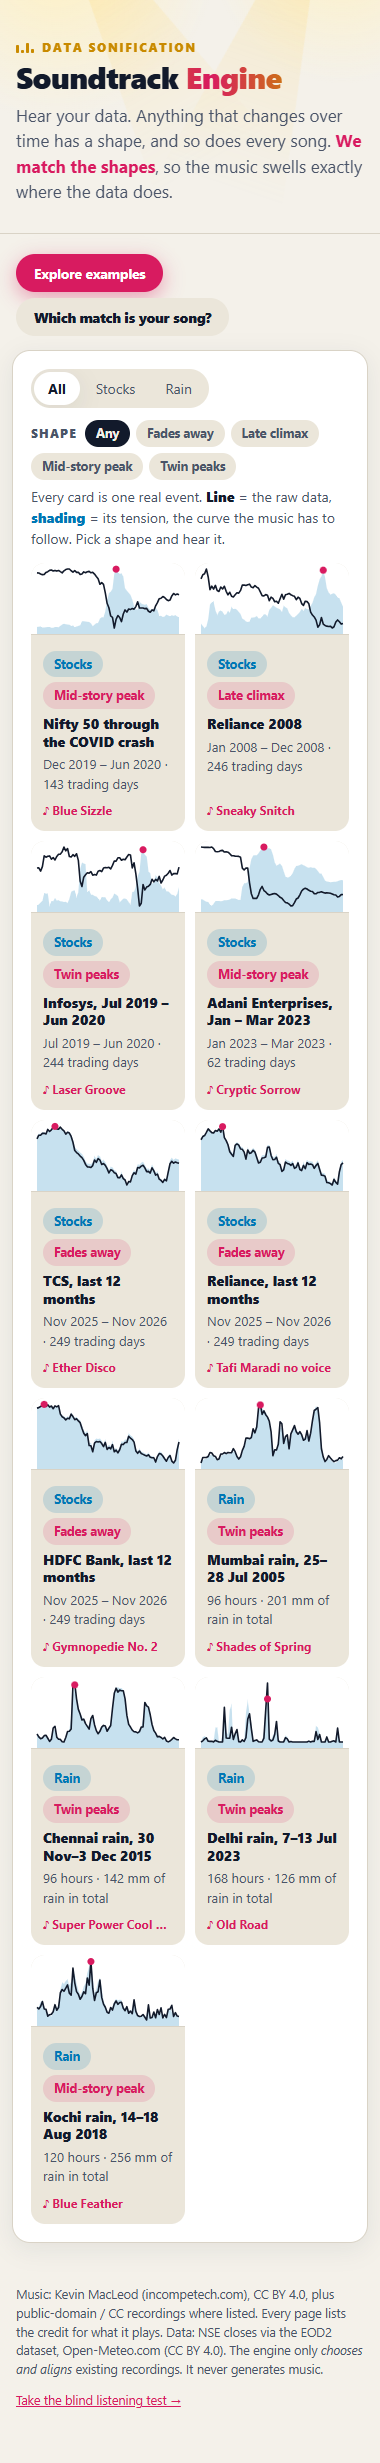 DATA SONIFICATION
Soundtrack Engine
Hear your data. Anything that changes over
time has a shape, and so does every song. We
match the shapes, so the music swells exactly
where the data does.
Explore examples
Which match is your song?
All Stocks Rain
SHAPE Any Fades away Late climax
Mid-story peak Twin peaks
Every card is one real event. Line = the raw data,
shading = its tension, the curve the music has to
follow. Pick a shape and hear it.
Stocks
Mid-story peak
Nifty 50 through
the COVID crash
Dec 2019 – Jun 2020 ·
143 trading days
♪ Blue Sizzle
Stocks
Late climax
Reliance 2008
Jan 2008 – Dec 2008 ·
246 trading days
♪ Sneaky Snitch
Stocks
Twin peaks
Infosys, Jul 2019 –
Jun 2020
Jul 2019 – Jun 2020 ·
244 trading days
♪ Laser Groove
Stocks
Mid-story peak
Adani Enterprises,
Jan – Mar 2023
Jan 2023 – Mar 2023 ·
62 trading days
♪ Cryptic Sorrow
Stocks
Fades away
TCS, last 12
months
Nov 2025 – Nov 2026
· 249 trading days
♪ Ether Disco
Stocks
Fades away
Reliance, last 12
months
Nov 2025 – Nov 2026
· 249 trading days
♪ Tafi Maradi no voice
Stocks
Fades away
HDFC Bank, last 12
months
Nov 2025 – Nov 2026
· 249 trading days
♪ Gymnopedie No. 2
Rain
Twin peaks
Mumbai rain, 25–
28 Jul 2005
96 hours · 201 mm of
rain in total
♪ Shades of Spring
Rain
Twin peaks
Chennai rain, 30
Nov–3 Dec 2015
96 hours · 142 mm of
rain in total
♪ Super Power Cool ...
Rain
Twin peaks
Delhi rain, 7–13 Jul
2023
168 hours · 126 mm of
rain in total
♪ Old Road
Rain
Mid-story peak
Kochi rain, 14–18
Aug 2018
120 hours · 256 mm of
rain in total
♪ Blue Feather
Music: Kevin MacLeod (incompetech.com), CC BY 4.0, plus
public-domain / CC recordings where listed. Every page lists
the credit for what it plays. Data: NSE closes via the EOD2
dataset, Open-Meteo.com (CC BY 4.0). The engine only chooses
and aligns existing recordings. It never generates music.
Take the blind listening test →